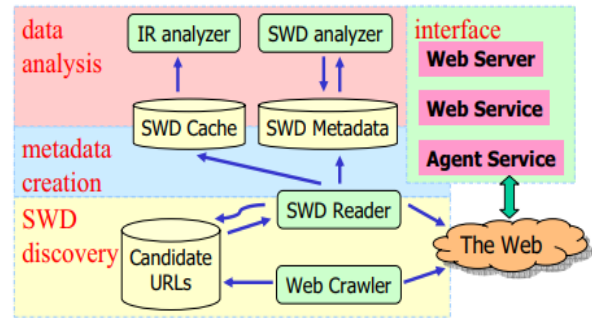 data
analysis
IR analyzer
SWD analyzer
interface
Web Server
Web Service
Agent Service
SWD Cache
SWD Metadata
metadata
creation
SWD
discovery
SWD Reader
Candidate
URLs
Web Crawler
The Web